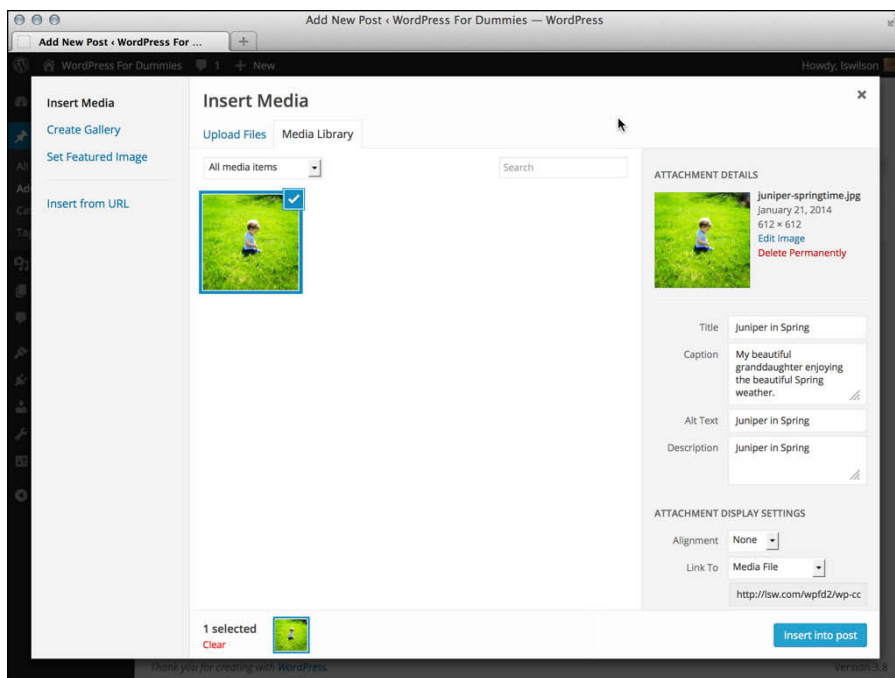 Add New Post ‹ WordPress For Dummies — WordPress
Add New Post ‹ WordPress For ...
WordPress For Dummies 1 + New
Howdy, lswilson
Insert Media
Create Gallery
Set Featured Image
Insert from URL
Insert Media
Upload Files
Media Library
All media items
Search
ATTACHMENT DETAILS
juniper-springtime.jpg
January 21, 2014
612 × 612
Edit Image
Delete Permanently
Title
Juniper in Spring
Caption
My beautiful
granddaughter enjoying
the beautiful Spring
weather.
Alt Text
Juniper in Spring
Description
Juniper in Spring
ATTACHMENT DISPLAY SETTINGS
Alignment
None
Link To
Media File
http://lsw.com/wpfd2/wp-cc
1 selected
Clear
Insert into post
Thank you for creating with WordPress.
Version 3.8